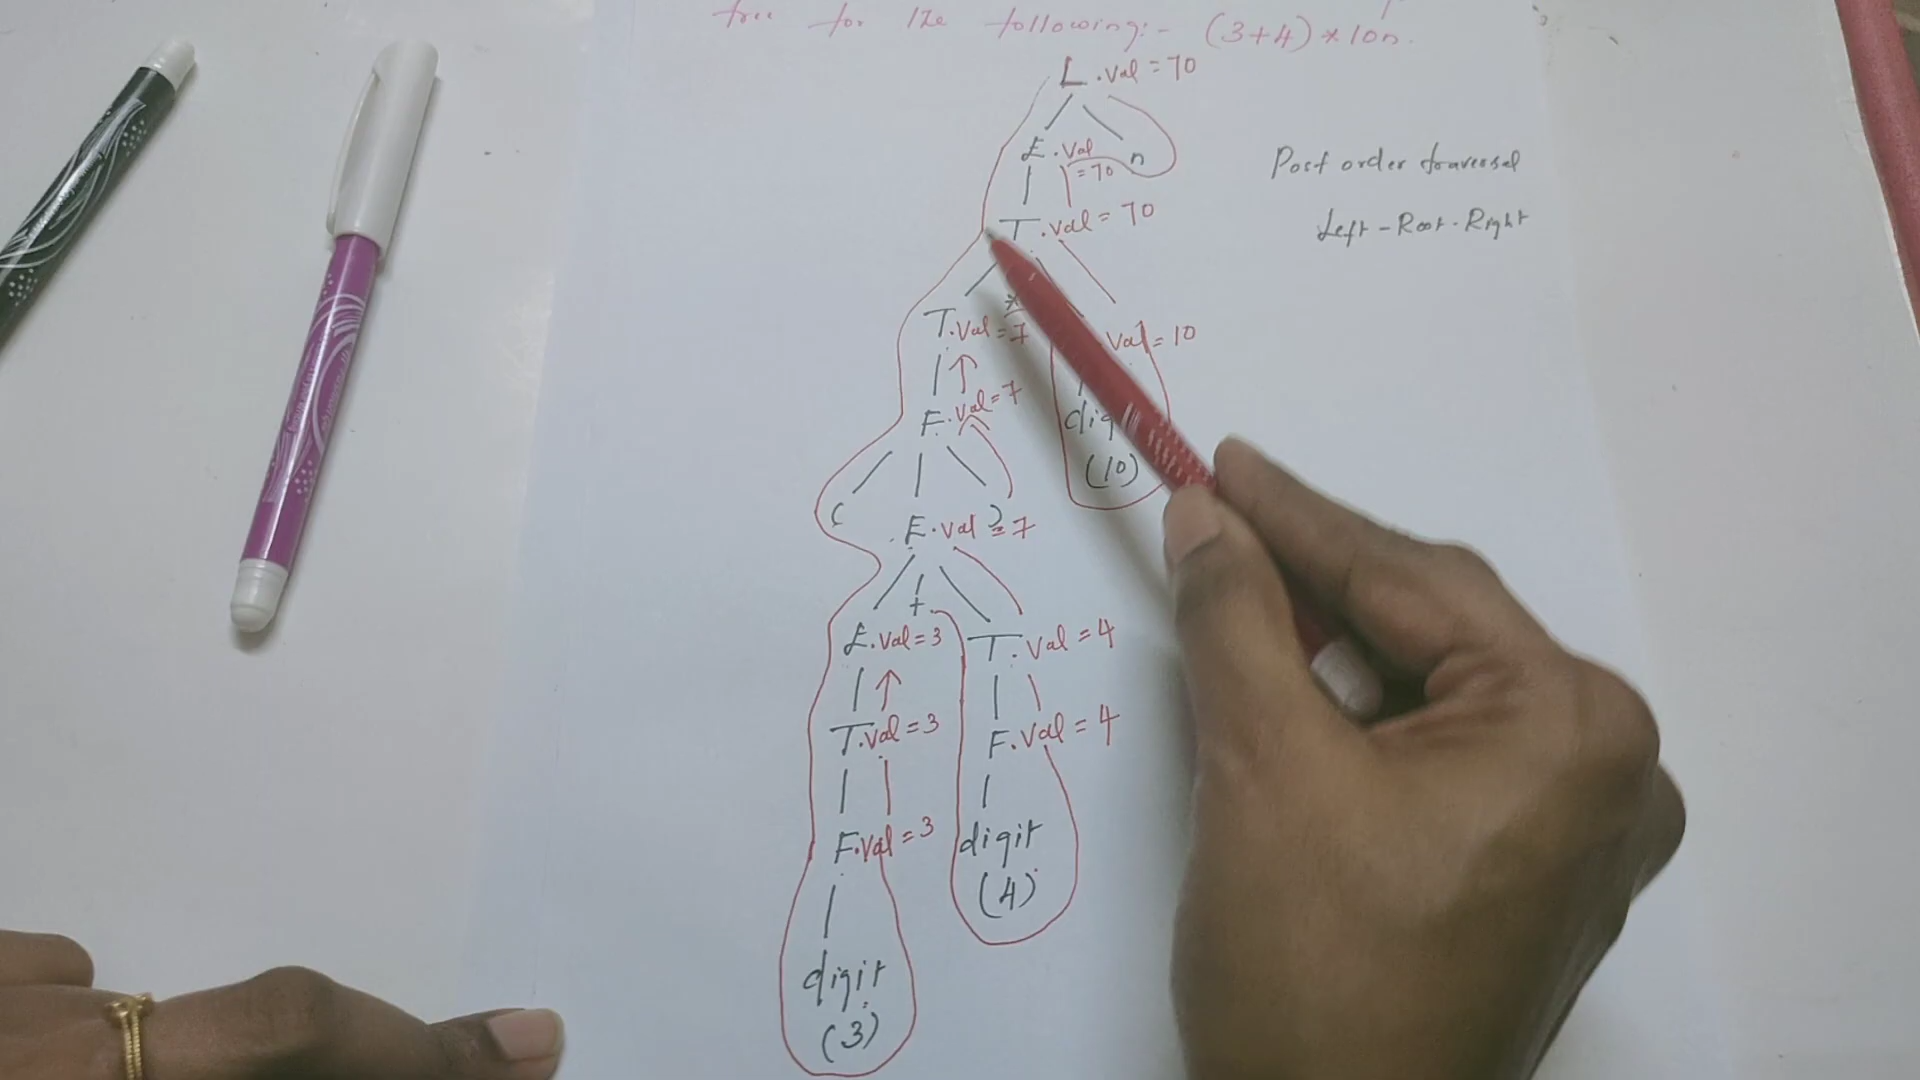 tree for the following:- (3+4)*10n.
L.val = 70
E.val n
= 70
T.val = 70
Post order traversal
Left - Root - Right
*
T.val = 7
val = 10
F.val = 7
(10)
( E.val ) = 7
+
E.val = 3 T.val = 4
T.val = 3 F.val = 4
F.val = 3 digit
(4)
digit
(3)